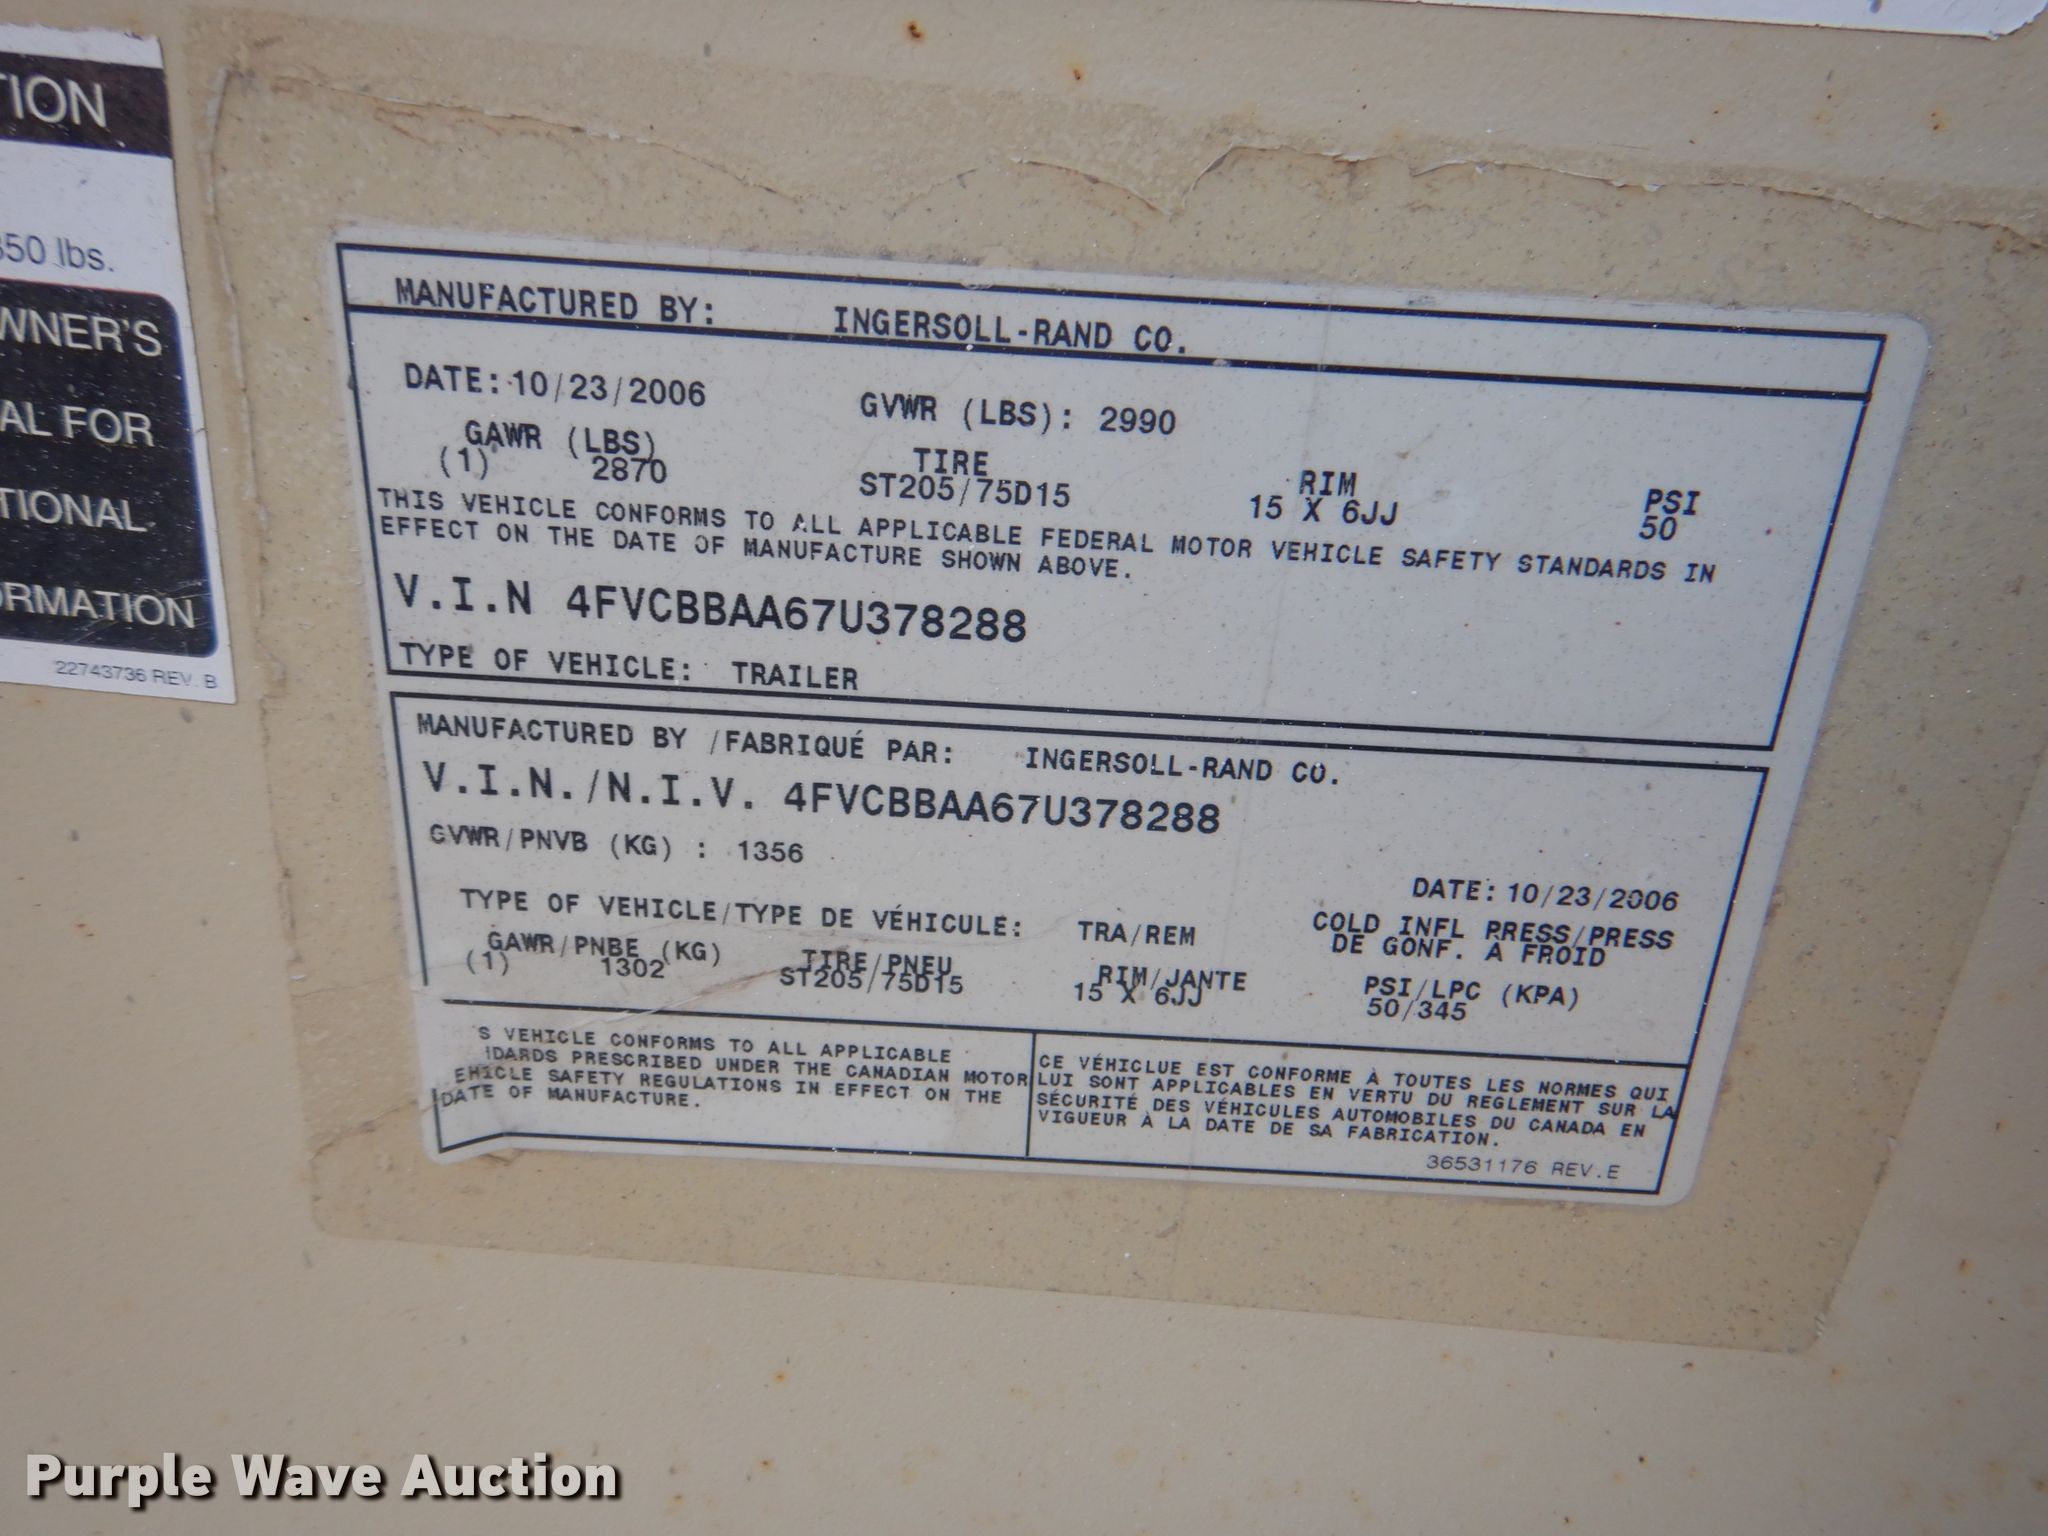 50 lbs.
22743736 REV. B
MANUFACTURED BY: INGERSOLL-RAND CO.
DATE: 10/23/2006 GVWR (LBS): 2990
GAWR (LBS) TIRE RIM PSI
(1) 2870 ST205/75D15 15 X 6JJ 50
THIS VEHICLE CONFORMS TO ALL APPLICABLE FEDERAL MOTOR VEHICLE SAFETY STANDARDS IN
EFFECT ON THE DATE OF MANUFACTURE SHOWN ABOVE.
V.I.N 4FVCBBAA67U378288
TYPE OF VEHICLE: TRAILER
MANUFACTURED BY /FABRIQUÉ PAR: INGERSOLL-RAND CO.
V.I.N./N.I.V. 4FVCBBAA67U378288
GVWR/PNVB (KG) : 1356
DATE: 10/23/2006
TYPE OF VEHICLE/TYPE DE VÉHICULE: TRA/REM
COLD INFL PRESS/PRESS
DE GONF. A FROID
GAWR/PNBE (KG) TIRE/PNEU RIM/JANTE PSI/LPC (KPA)
(1) 1302 ST205/75D15 15 X 6JJ 50/345
S VEHICLE CONFORMS TO ALL APPLICABLE
DARDS PRESCRIBED UNDER THE CANADIAN MOTOR
EHICLE SAFETY REGULATIONS IN EFFECT ON THE
DATE OF MANUFACTURE.
CE VÉHICLUE EST CONFORME À TOUTES LES NORMES QUI
LUI SONT APPLICABLES EN VERTU DU REGLEMENT SUR LA
SÉCURITÉ DES VÉHICULES AUTOMOBILES DU CANADA EN
VIGUEUR À LA DATE DE SA FABRICATION.
36531176 REV.E
TION
WNER'S
AL FOR
TIONAL
ORMATION
Purple Wave Auction